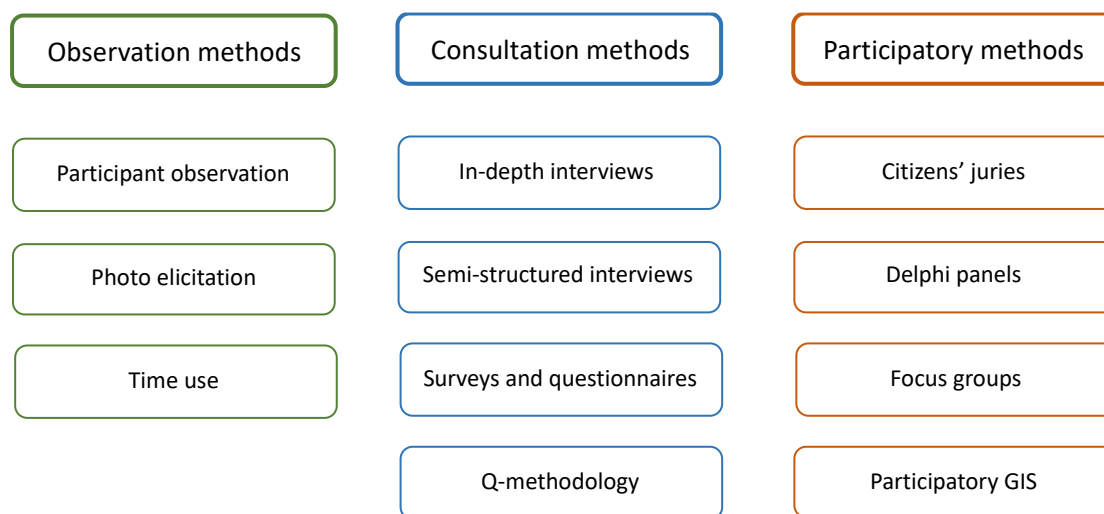 Observation methods
Consultation methods
Participatory methods
Participant observation
In-depth interviews
Citizens’ juries
Photo elicitation
Semi-structured interviews
Delphi panels
Time use
Surveys and questionnaires
Focus groups
Q-methodology
Participatory GIS